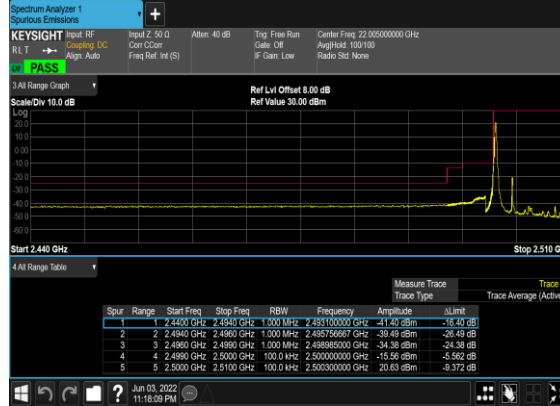 Spectrum Analyzer 1
Spurious Emissions
+
KEYSIGHT Input: RF Input Z: 50 Ω Atten: 40 dB Trig: Free Run Center Freq: 22.005000000 GHz
RLT Coupling: DC Corr CCorr Gate: Off Avg|Hold: 100/100
Align: Auto Freq Ref: Int (S) IF Gain: Low Radio Std: None
PASS
3 All Range Graph
Ref Lvl Offset 8.00 dB
Scale/Div 10.0 dB Ref Value 30.00 dBm
Log
20.0
10.0
0.00
-10.0
-20.0
-30.0
-40.0
-50.0
-60.0
Start 2.440 GHz Stop 2.510 G
4 All Range Table
Measure Trace Trace
Trace Type Trace Average (Active
Spur Range Start Freq Stop Freq RBW Frequency Amplitude ΔLimit
1 1 2.4400 GHz 2.4940 GHz 1.000 MHz 2.493100000 GHz -41.40 dBm -16.40 dB
2 2 2.4940 GHz 2.4960 GHz 1.000 MHz 2.495756667 GHz -39.49 dBm -26.49 dB
3 3 2.4960 GHz 2.4990 GHz 1.000 MHz 2.498985000 GHz -34.38 dBm -24.38 dB
4 4 2.4990 GHz 2.5000 GHz 100.0 kHz 2.500000000 GHz -15.56 dBm -5.562 dB
5 5 2.5000 GHz 2.5100 GHz 100.0 kHz 2.500300000 GHz 20.63 dBm -9.372 dB
? Jun 03, 2022
11:18:09 PM